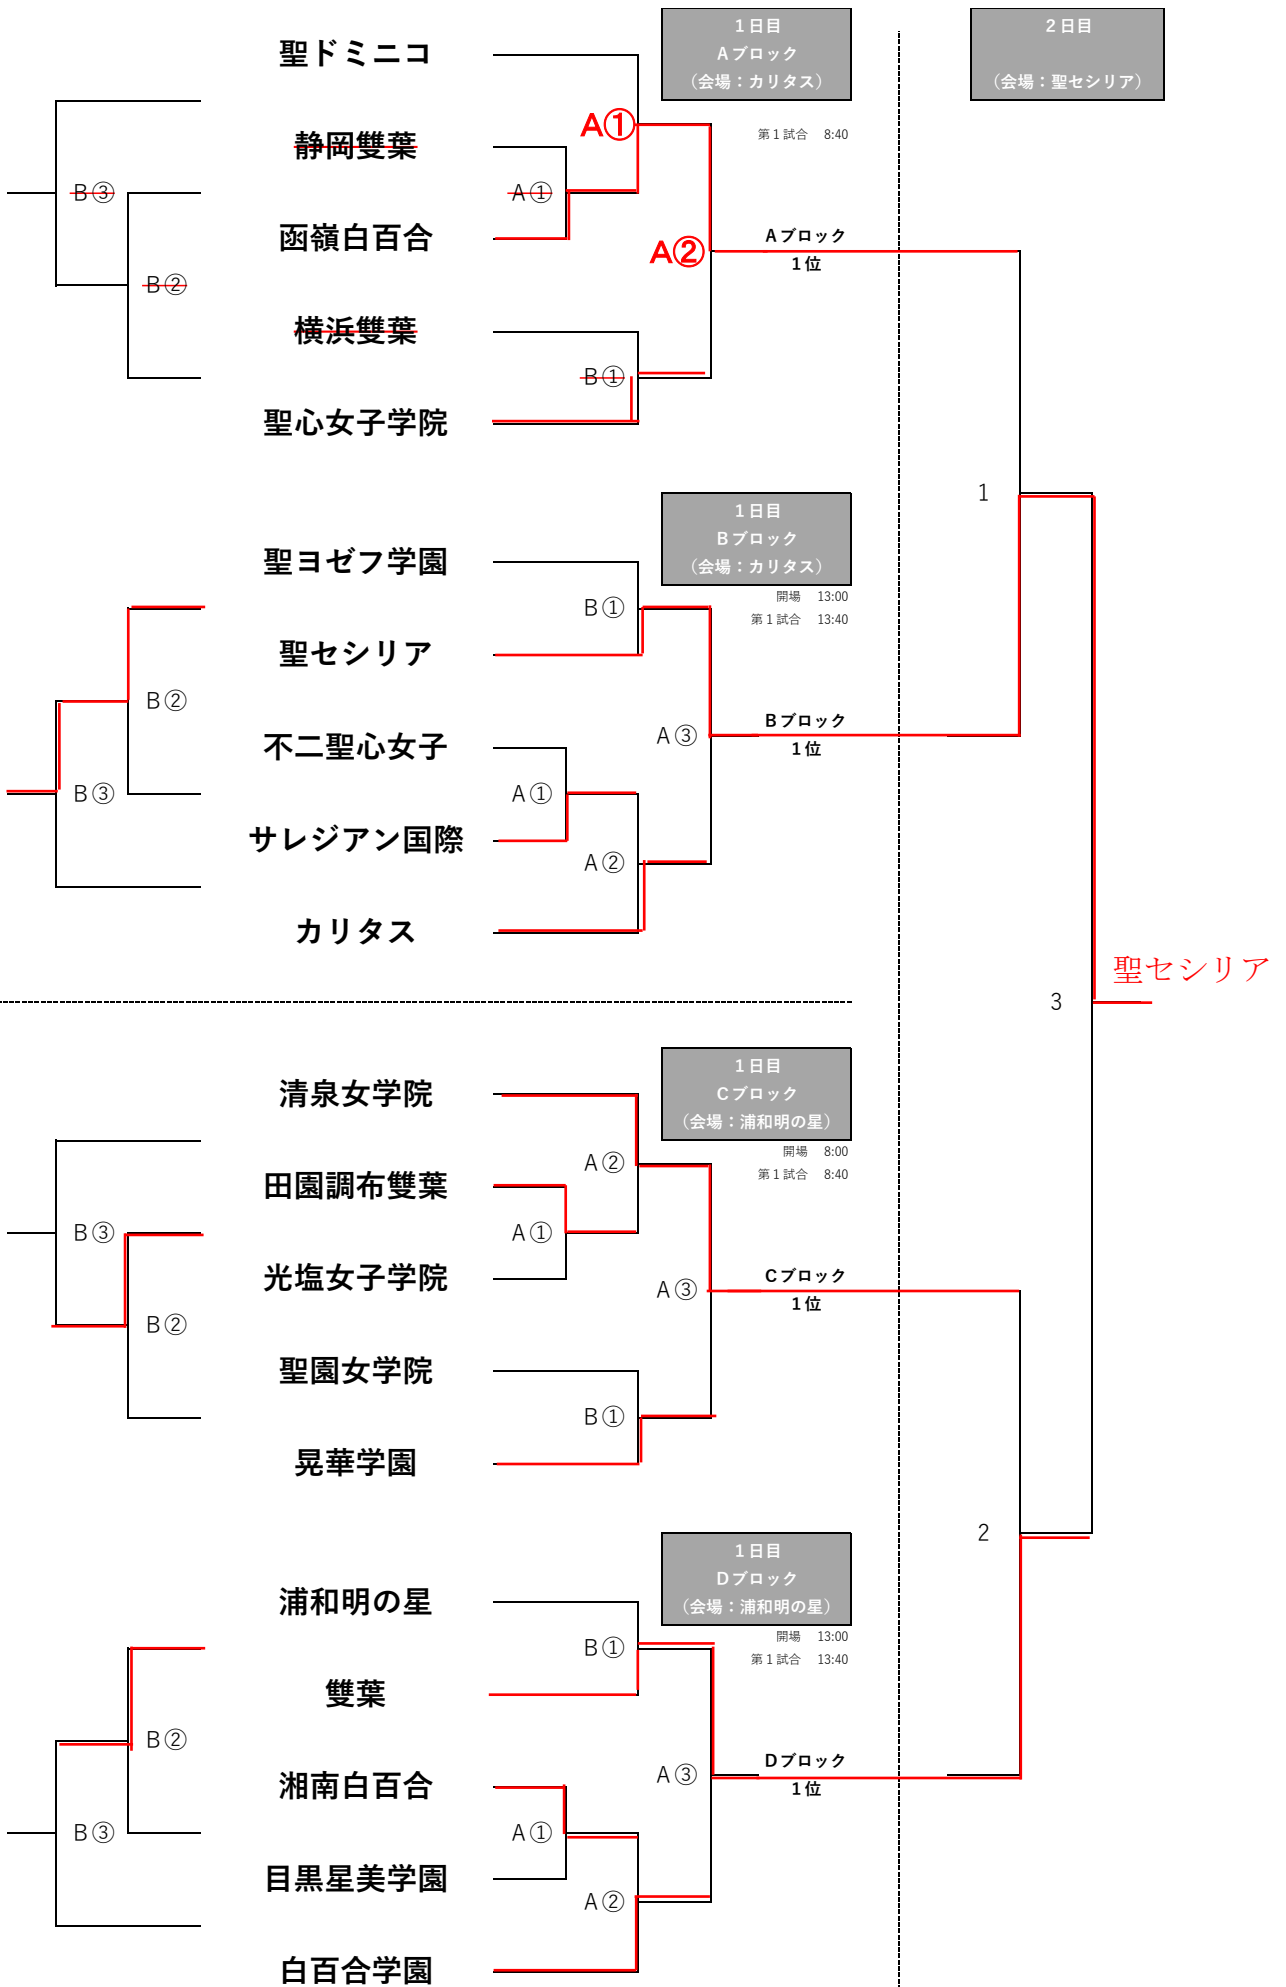 1日目
Aブロック
（会場：カリタス）
2日目
（会場：聖セシリア）
聖ドミニコ
A①
第1試合 8:40
静岡雙葉
B③
A①
函嶺白百合
Aブロック
1位
A②
B②
横浜雙葉
B①
聖心女子学院
1
1日目
Bブロック
（会場：カリタス）
開場 13:00
第1試合 13:40
聖ヨゼフ学園
B①
聖セシリア
B②
A③
Bブロック
1位
不二聖心女子
B③
A①
サレジアン国際
A②
カリタス
聖セシリア
3
1日目
Cブロック
（会場：浦和明の星）
開場 8:00
第1試合 8:40
清泉女学院
A②
田園調布雙葉
B③
A①
光塩女子学院
Cブロック
1位
A③
B②
聖園女学院
B①
晃華学園
2
1日目
Dブロック
（会場：浦和明の星）
開場 13:00
第1試合 13:40
浦和明の星
B①
雙葉
B②
A③
Dブロック
1位
湘南白百合
B③
A①
目黒星美学園
A②
白百合学園